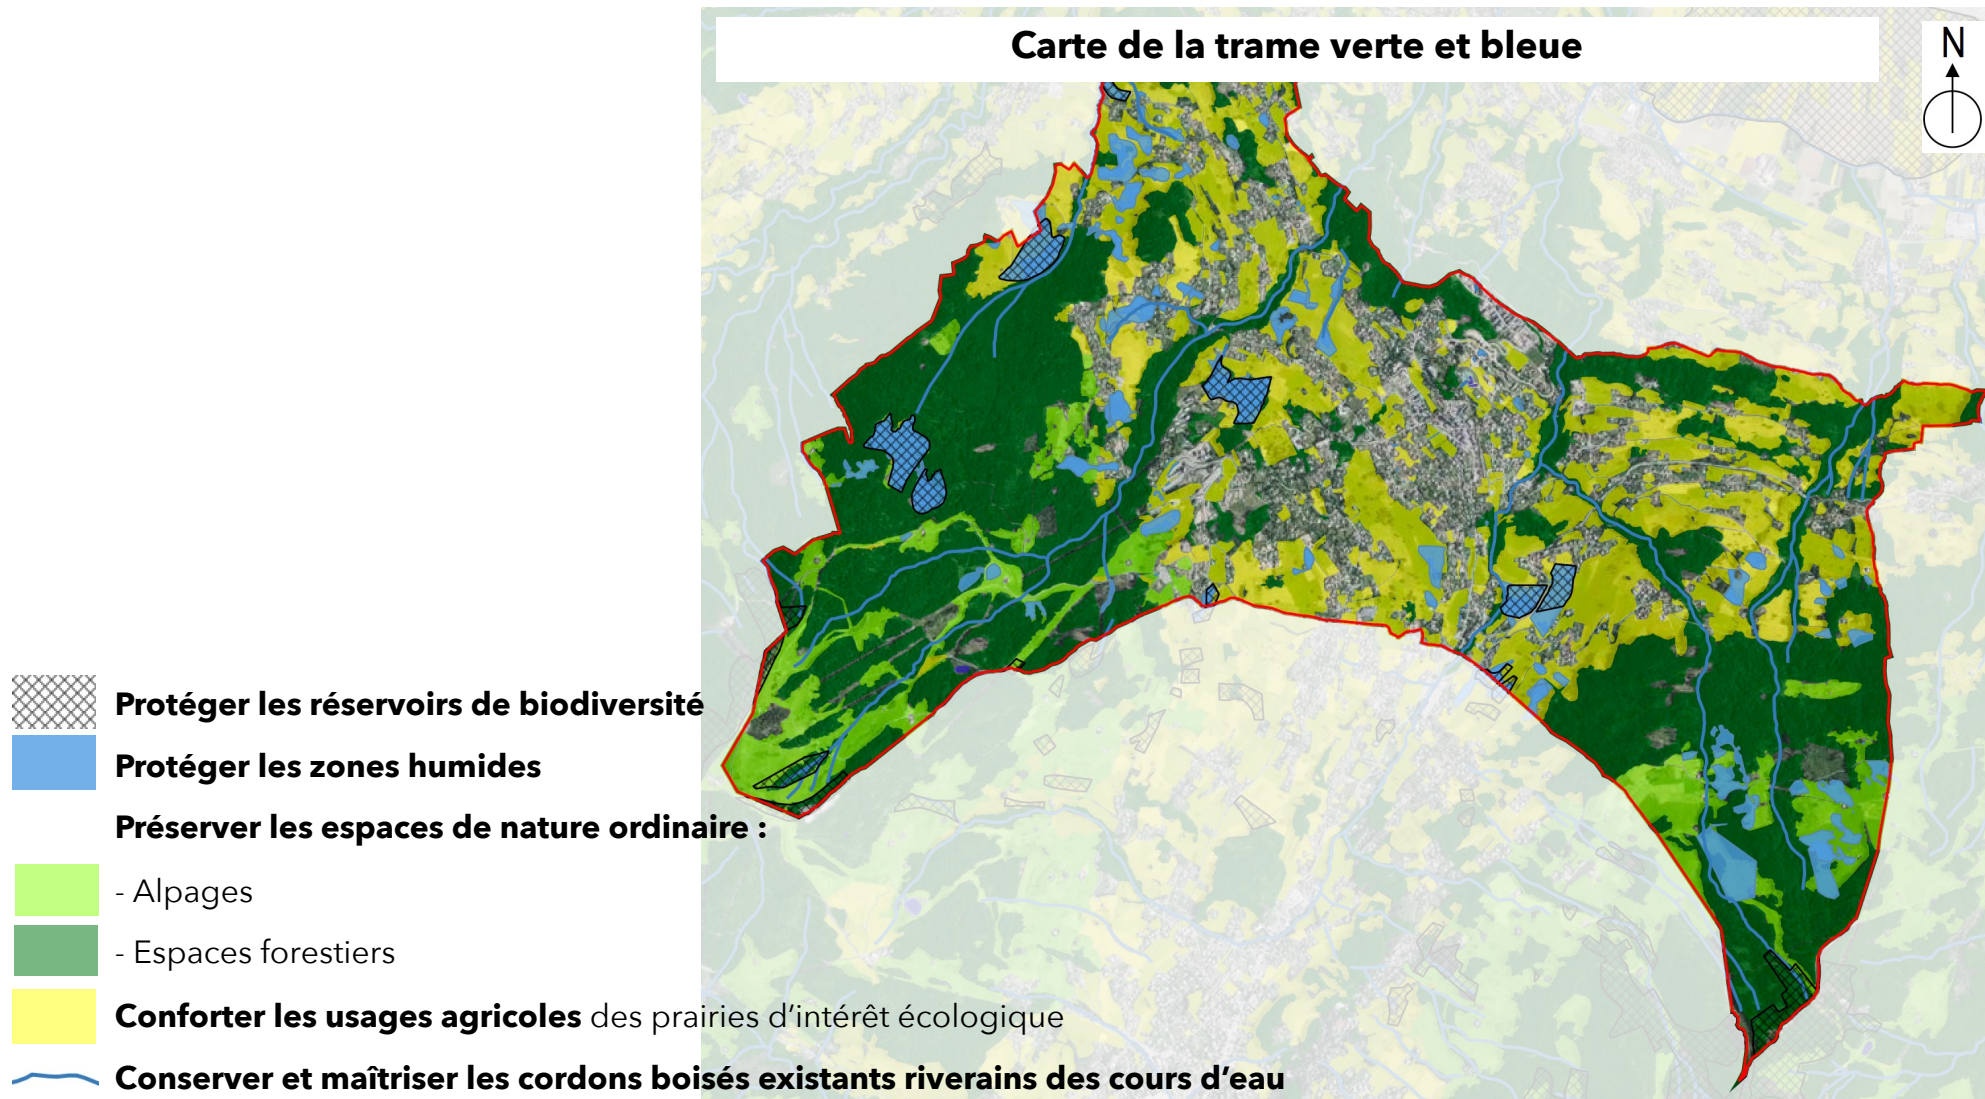 Carte de la trame verte et bleue
N
Protéger les réservoirs de biodiversité
Protéger les zones humides
Préserver les espaces de nature ordinaire :
- Alpages
- Espaces forestiers
Conforter les usages agricoles des prairies d'intérêt écologique
Conserver et maîtriser les cordons boisés existants riverains des cours d'eau